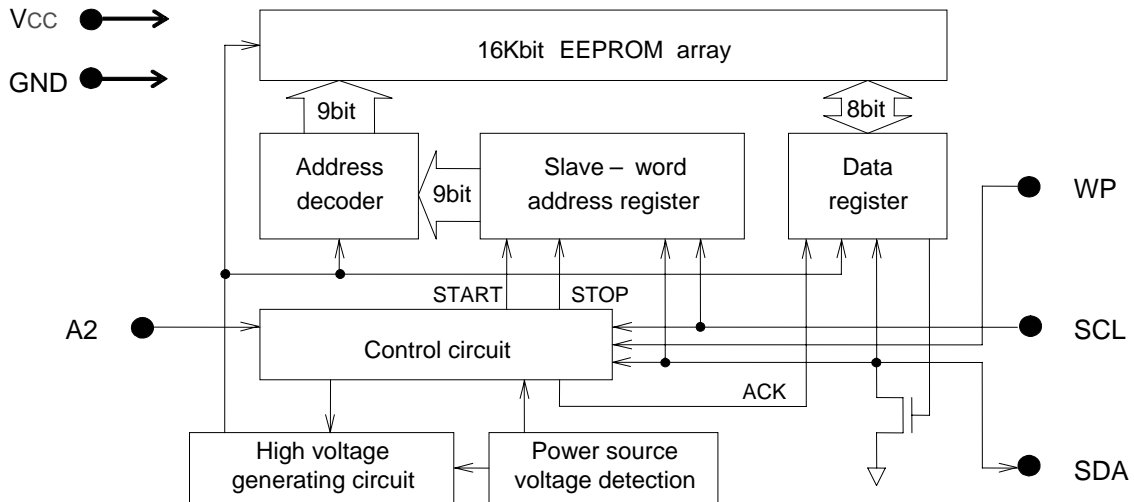 VCC
16Kbit EEPROM array
GND
9bit
8bit
Address
decoder
9bit
Slave – word
address register
Data
register
WP
START
STOP
A2
Control circuit
SCL
ACK
High voltage
generating circuit
Power source
voltage detection
SDA